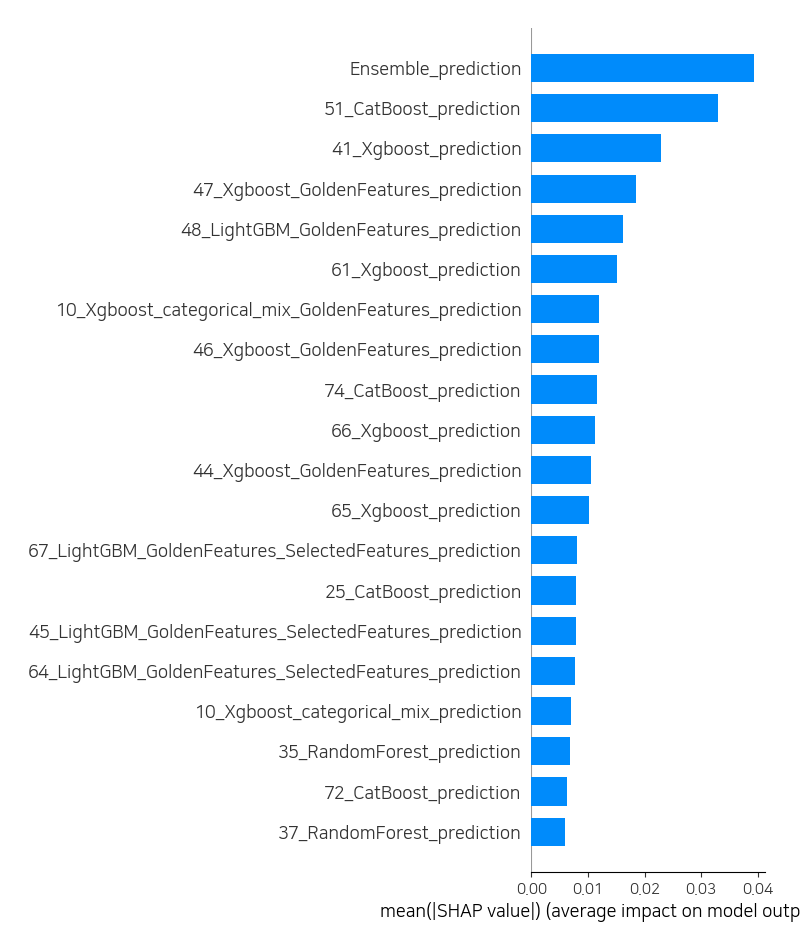 Ensemble_prediction
51_CatBoost_prediction
41_Xgboost_prediction
47_Xgboost_GoldenFeatures_prediction
48_LightGBM_GoldenFeatures_prediction
61_Xgboost_prediction
10_Xgboost_categorical_mix_GoldenFeatures_prediction
46_Xgboost_GoldenFeatures_prediction
74_CatBoost_prediction
66_Xgboost_prediction
44_Xgboost_GoldenFeatures_prediction
65_Xgboost_prediction
67_LightGBM_GoldenFeatures_SelectedFeatures_prediction
25_CatBoost_prediction
45_LightGBM_GoldenFeatures_SelectedFeatures_prediction
64_LightGBM_GoldenFeatures_SelectedFeatures_prediction
10_Xgboost_categorical_mix_prediction
35_RandomForest_prediction
72_CatBoost_prediction
37_RandomForest_prediction
0.00 0.01 0.02 0.03 0.04
mean(|SHAP value|) (average impact on model outp